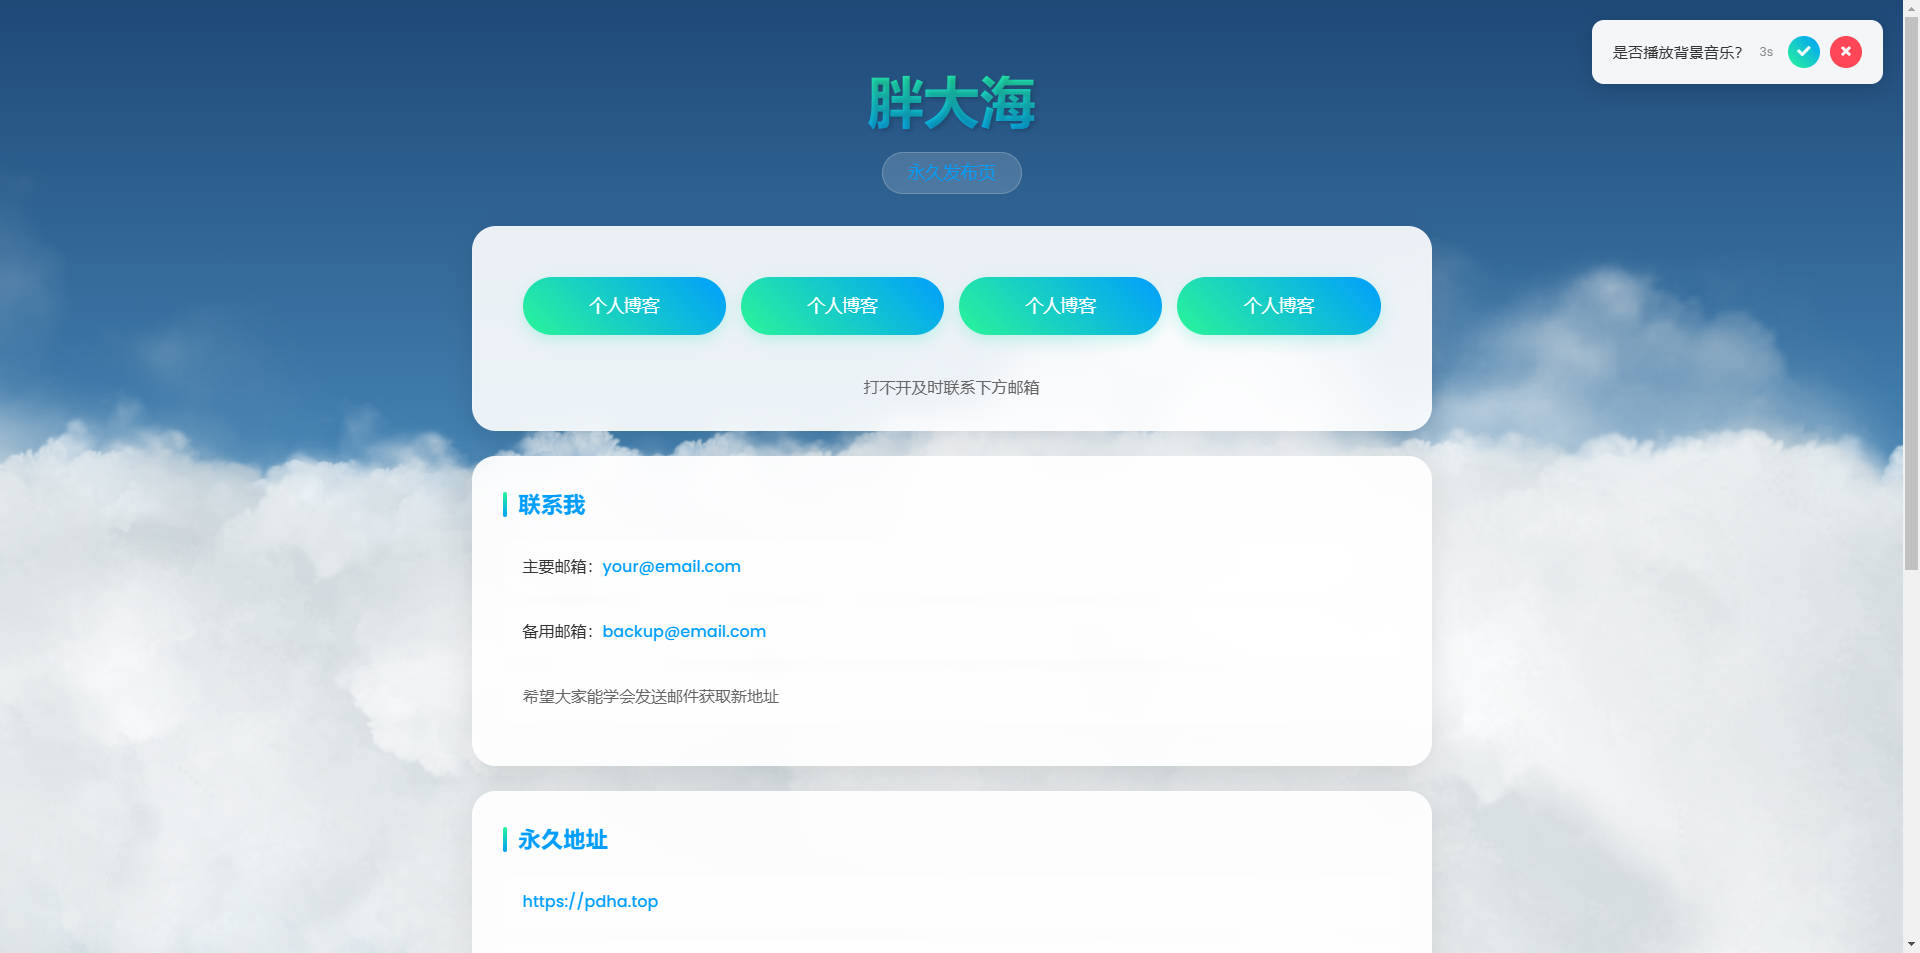 是否播放背景音乐？ 3s
胖大海
永久发布页
个人博客 个人博客 个人博客 个人博客
打不开及时联系下方邮箱
联系我
主要邮箱：your@email.com
备用邮箱：backup@email.com
希望大家能学会发送邮件获取新地址
永久地址
https://pdha.top